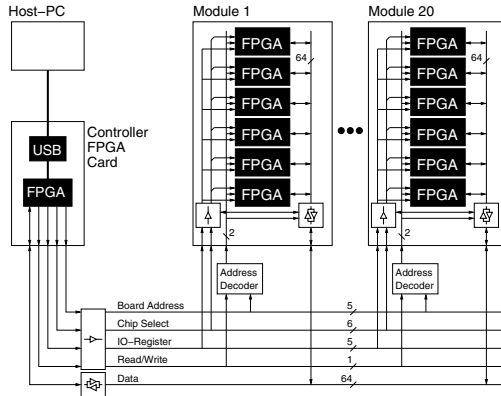 Host-PC
Module 1
Module 20
FPGA
FPGA
FPGA
FPGA
FPGA
FPGA
64
2
FPGA
FPGA
FPGA
FPGA
FPGA
FPGA
64
2
USB
FPGA
Controller
FPGA
Card
Address
Decoder
Address
Decoder
Board Address 5
Chip Select 6
IO-Register 5
Read/Write 1
Data 64